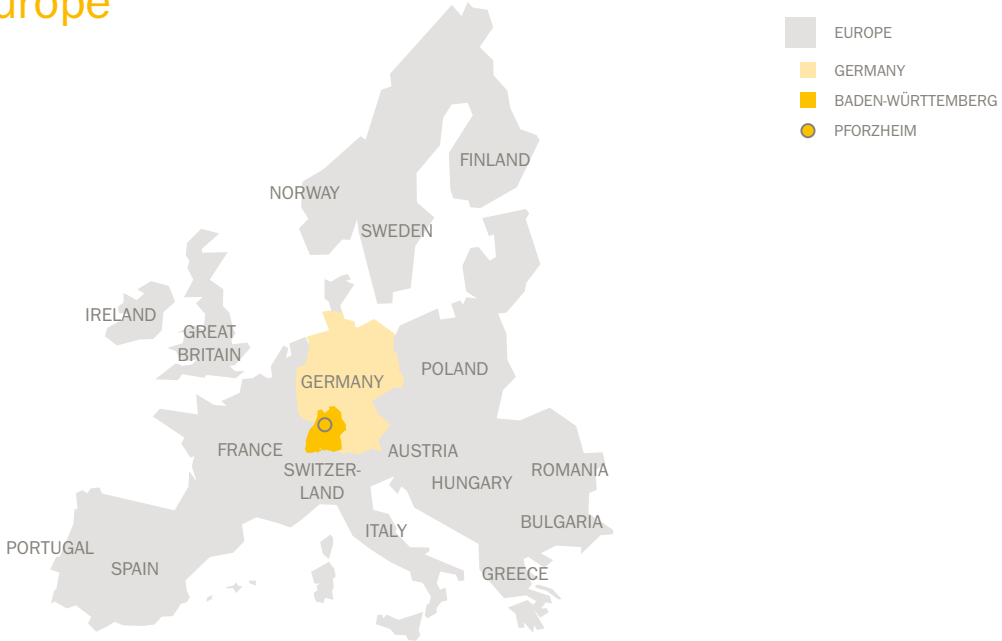 urope
EUROPE
GERMANY
BADEN-WÜRTTEMBERG
PFORZHEIM
FINLAND
NORWAY
SWEDEN
IRELAND
GREAT
BRITAIN
POLAND
GERMANY
FRANCE
AUSTRIA
SWITZER-
LAND
HUNGARY
ROMANIA
BULGARIA
ITALY
PORTUGAL
SPAIN
GREECE